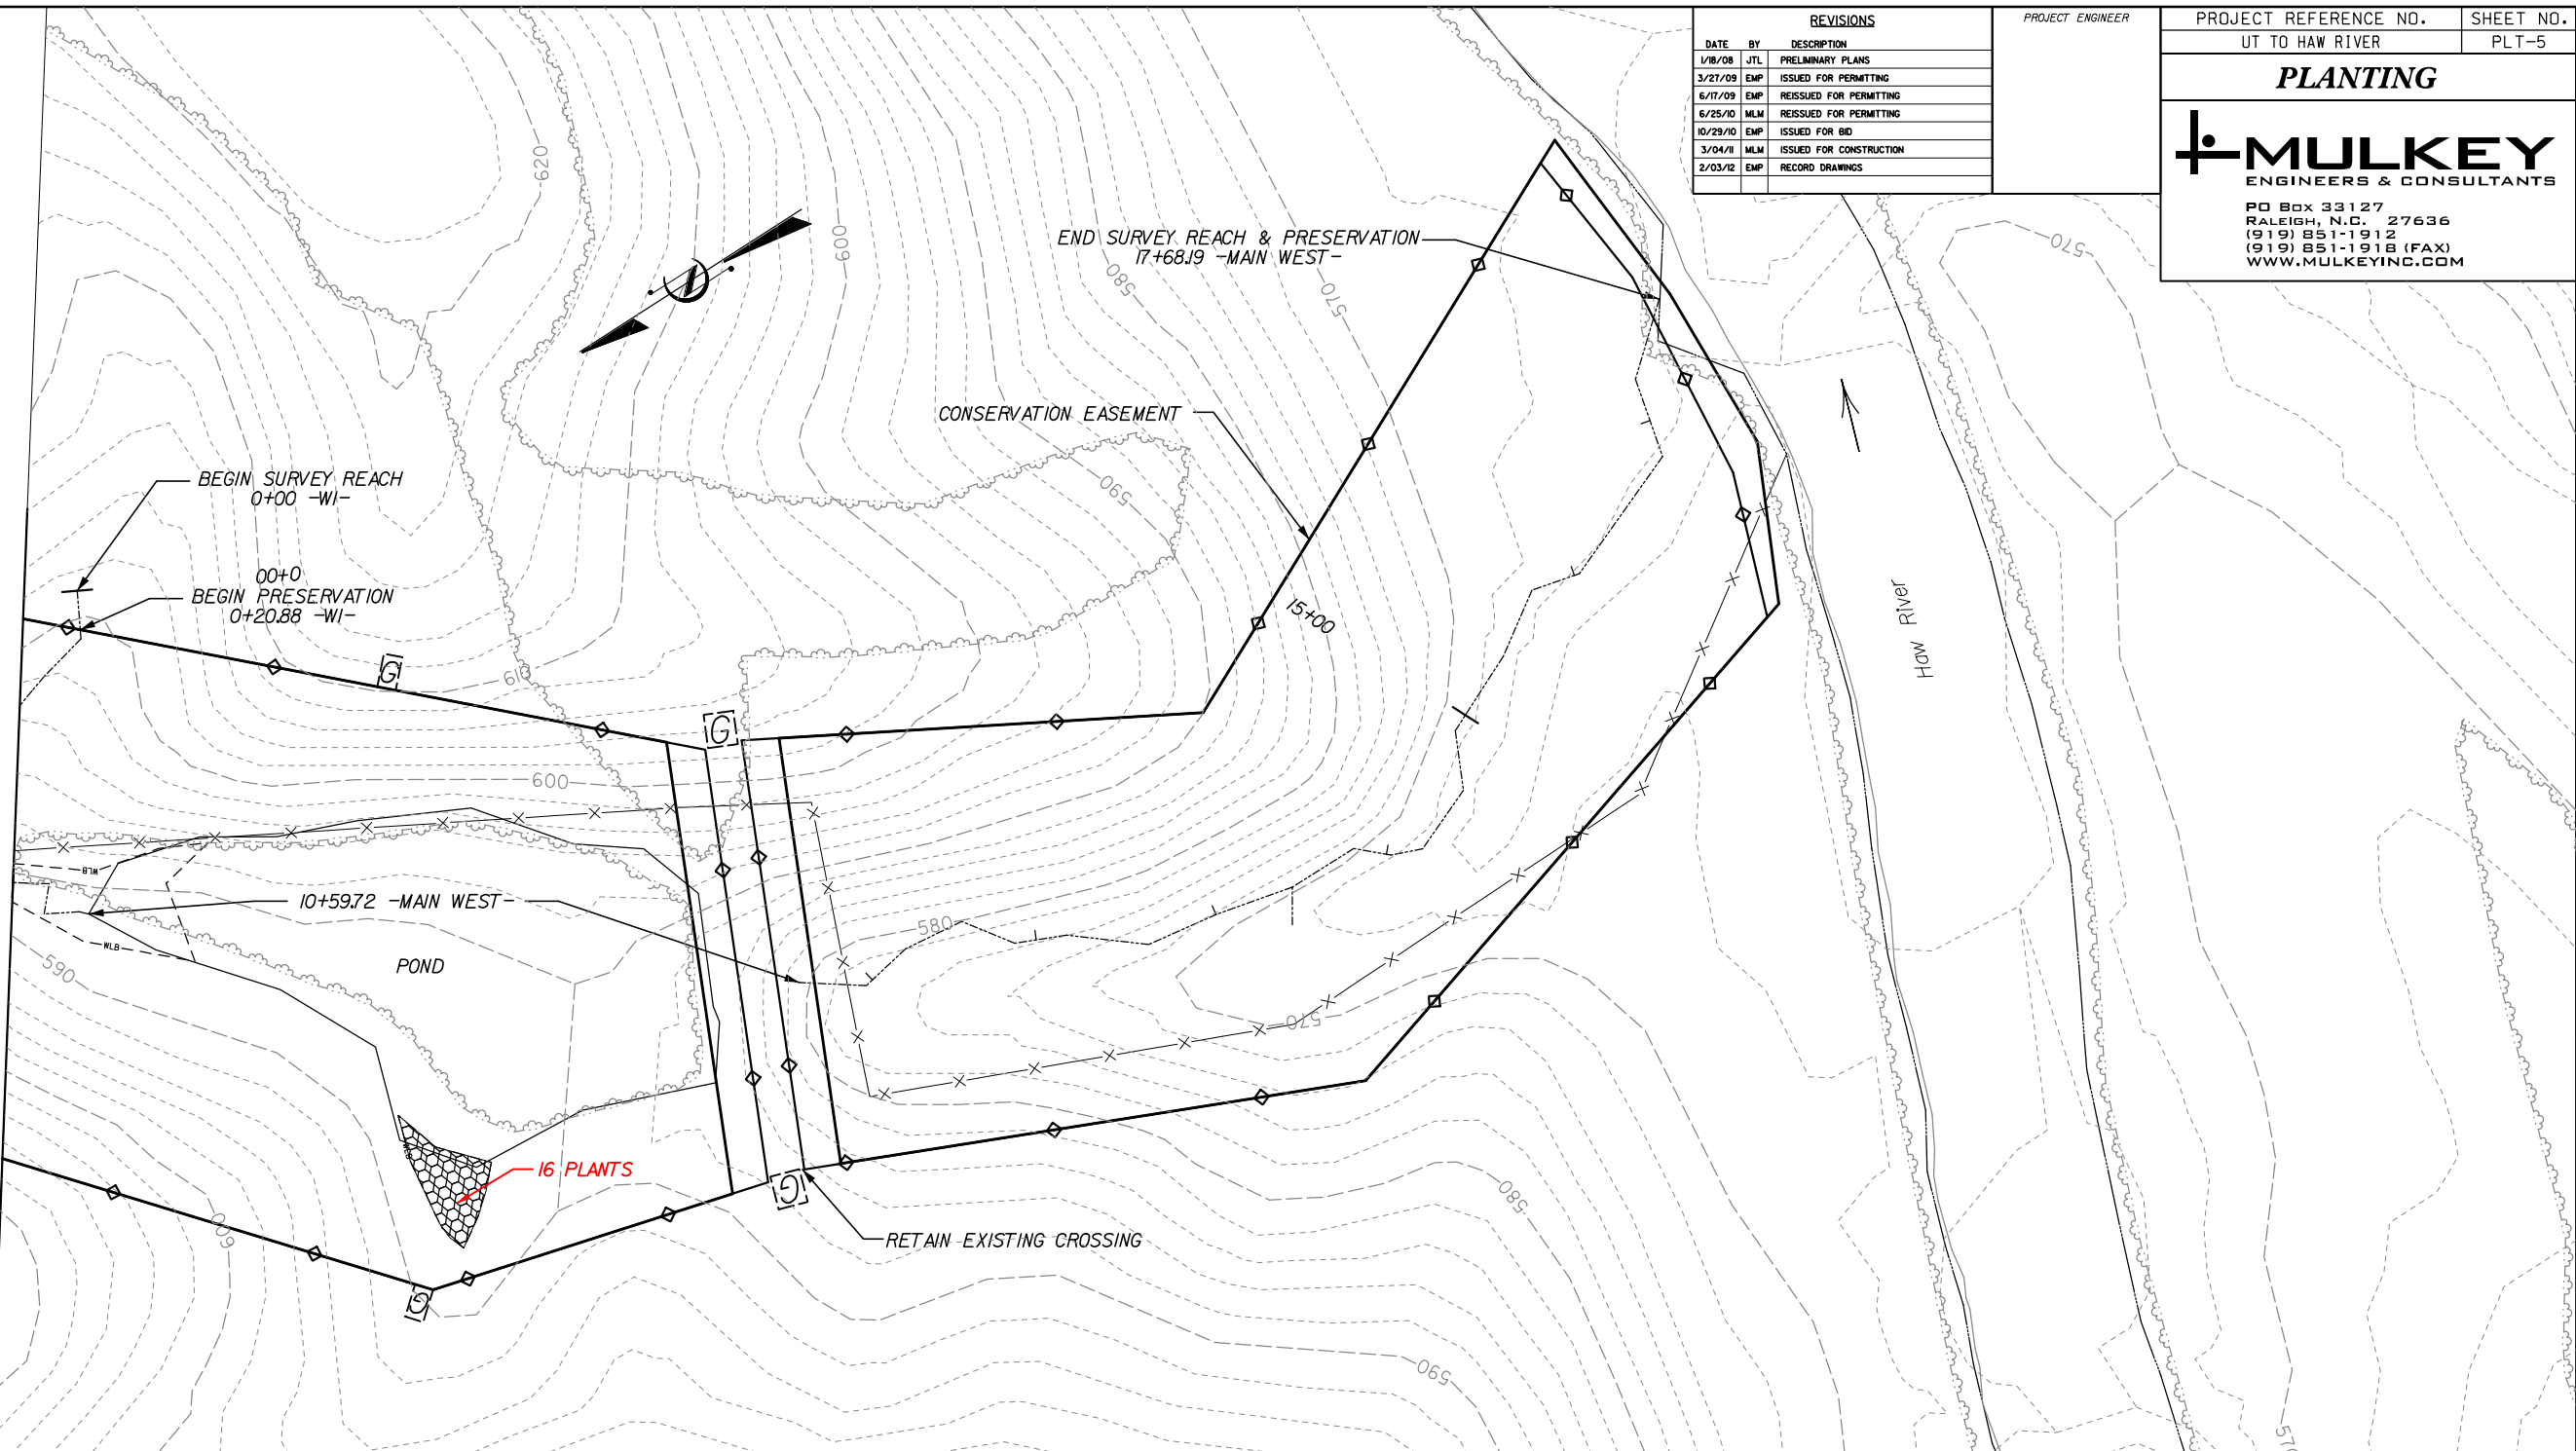 REVISIONS
DATE BY DESCRIPTION
1/18/08 JTL PRELIMINARY PLANS
3/27/09 EMP ISSUED FOR PERMITTING
6/17/09 EMP REISSUED FOR PERMITTING
6/25/10 MLM REISSUED FOR PERMITTING
10/29/10 EMP ISSUED FOR BID
3/04/11 MLM ISSUED FOR CONSTRUCTION
2/03/12 EMP RECORD DRAWINGS
PROJECT ENGINEER
PROJECT REFERENCE NO. SHEET NO.
UT TO HAW RIVER PLT-5
PLANTING
MULKEY
ENGINEERS & CONSULTANTS
PO BOX 33127
RALEIGH, N.C. 27636
(919) 851-1912
(919) 851-1918 (FAX)
WWW.MULKEYINC.COM
620
600
580
570
570
END SURVEY REACH & PRESERVATION
17+68.19 -MAIN WEST-
CONSERVATION EASEMENT
590
BEGIN SURVEY REACH
0+00 -W1-
00+0
BEGIN PRESERVATION
0+20.88 -W1-
15+00
Haw River
G
610
G
600
WLB
10+59.72 -MAIN WEST-
580
WLB
590
POND
570
WLB
16 PLANTS
G
580
600
RETAIN EXISTING CROSSING
G
590
570